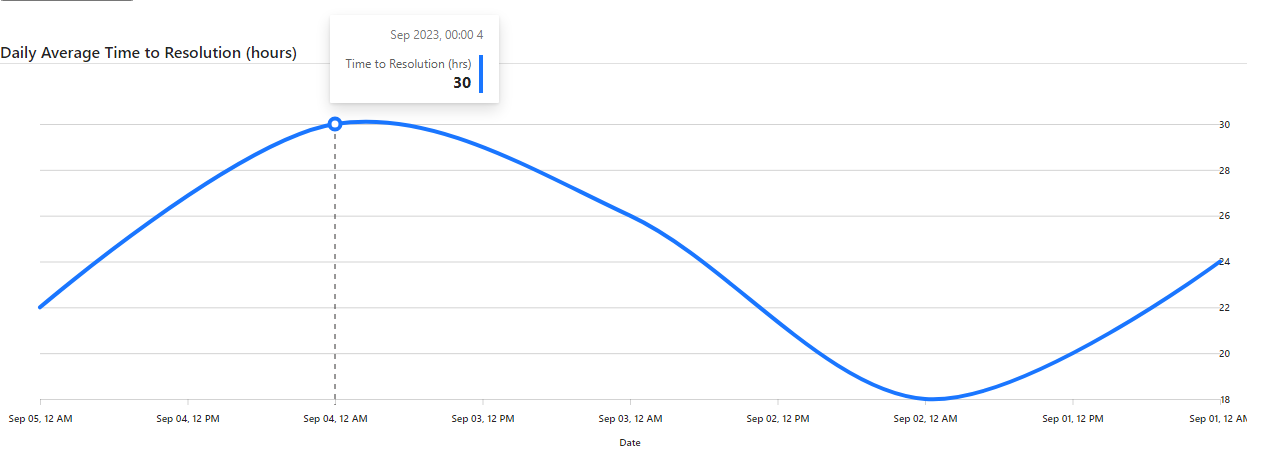 Sep 2023, 00:00 4
Daily Average Time to Resolution (hours)
Time to Resolution (hrs)
30
30
28
26
24
22
20
18
Sep 05, 12 AM
Sep 04, 12 PM
Sep 04, 12 AM
Sep 03, 12 PM
Sep 03, 12 AM
Sep 02, 12 PM
Sep 02, 12 AM
Sep 01, 12 PM
Sep 01, 12 AM
Date